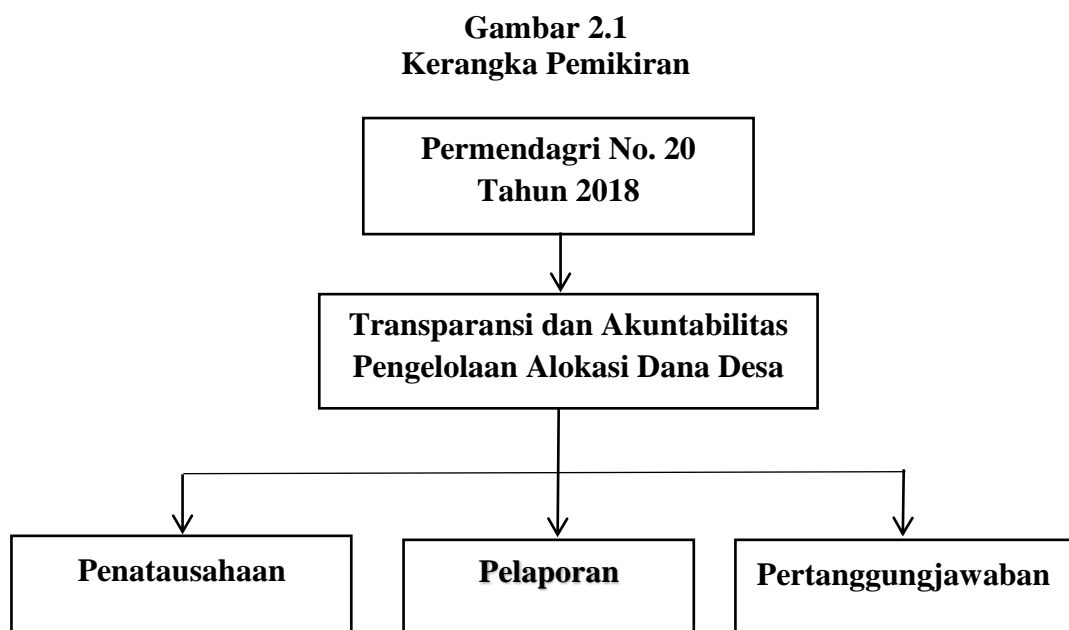 Gambar 2.1
Kerangka Pemikiran
Permendagri No. 20
Tahun 2018
Transparansi dan Akuntabilitas
Pengelolaan Alokasi Dana Desa
Penatausahaan
Pelaporan
Pertanggungjawaban